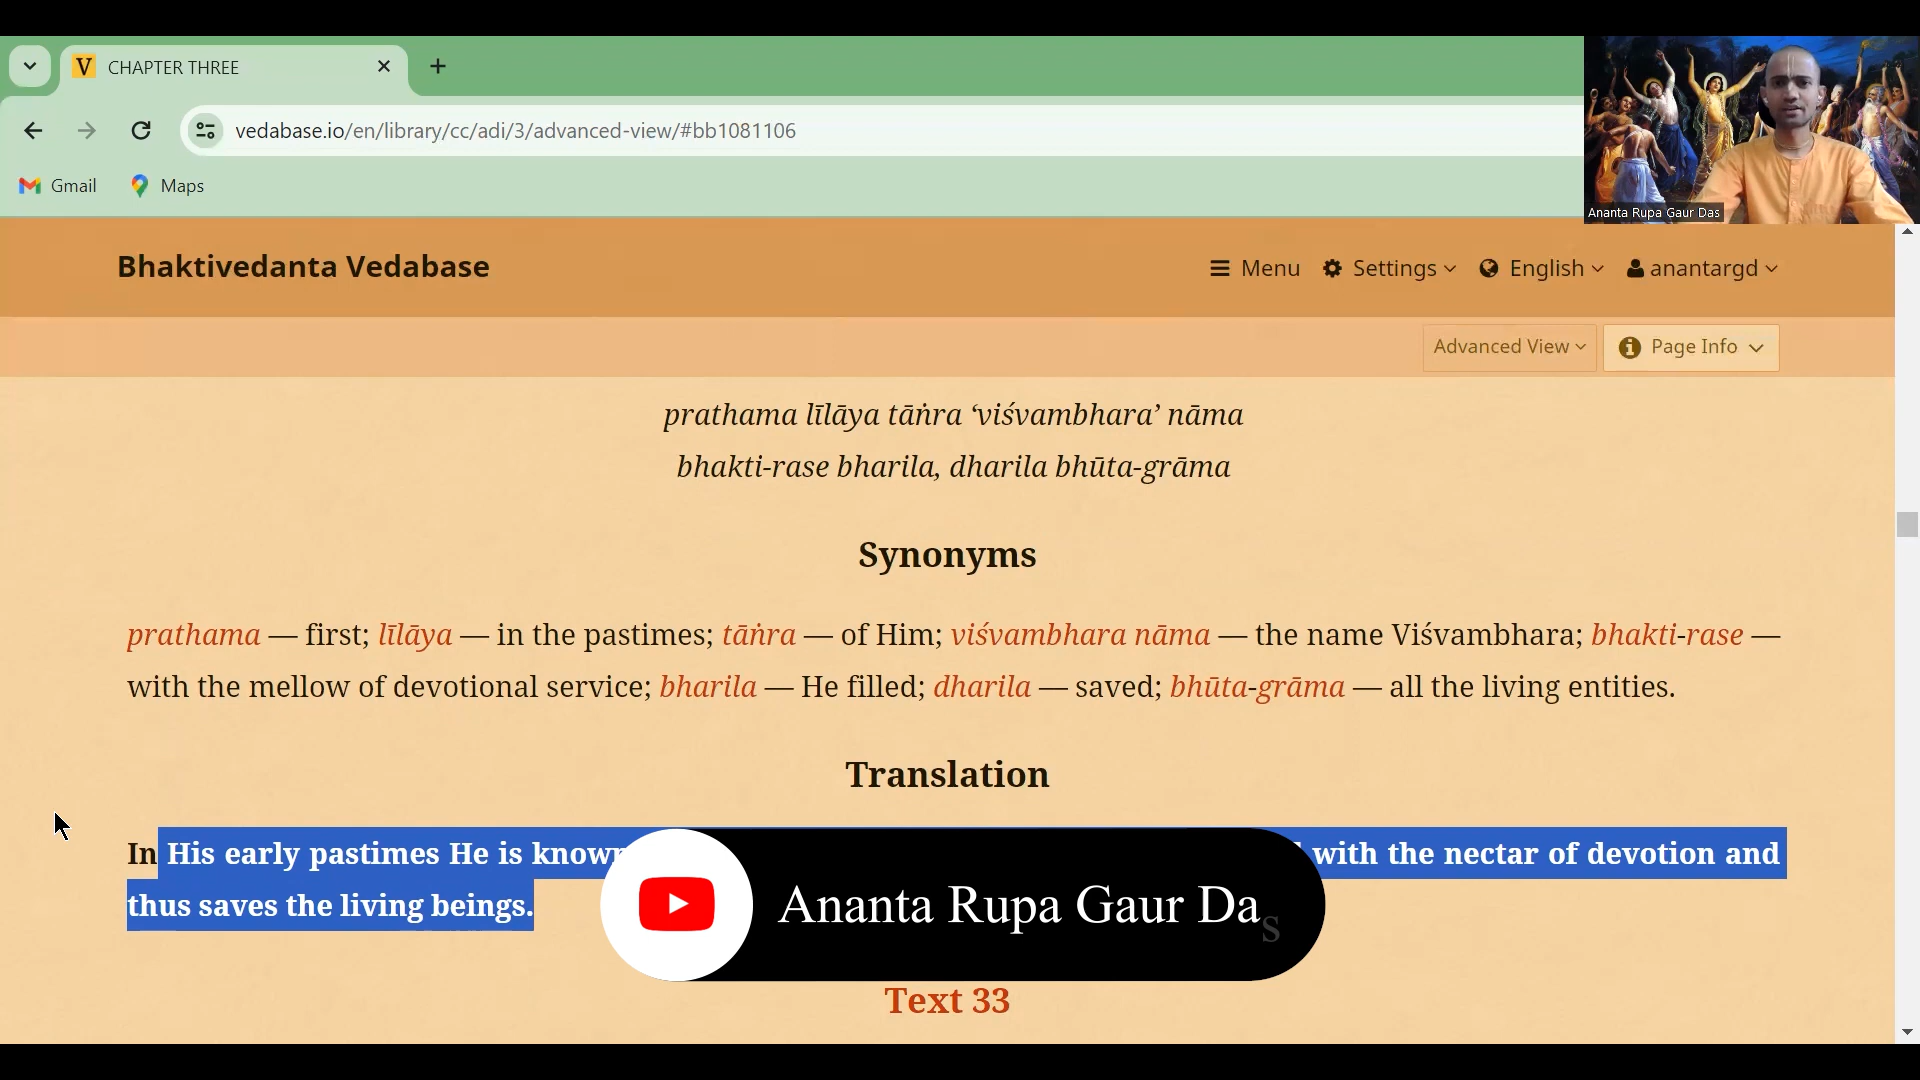 V CHAPTER THREE
vedabase.io/en/library/cc/adi/3/advanced-view/#bb1081106
Gmail Maps
Ananta Rupa Gaur Das
Bhaktivedanta Vedabase
Menu Settings English anantargd
Advanced View Page Info
prathama līlāya tāṅra ‘viśvambhara’ nāma
bhakti-rase bharila, dharila bhūta-grāma
Synonyms
prathama — first; līlāya — in the pastimes; tāṅra — of Him; viśvambhara nāma — the name Viśvambhara; bhakti-rase —
with the mellow of devotional service; bharila — He filled; dharila — saved; bhūta-grāma — all the living entities.
Translation
In His early pastimes He is known with the nectar of devotion and
thus saves the living beings.
Ananta Rupa Gaur Das
Text 33